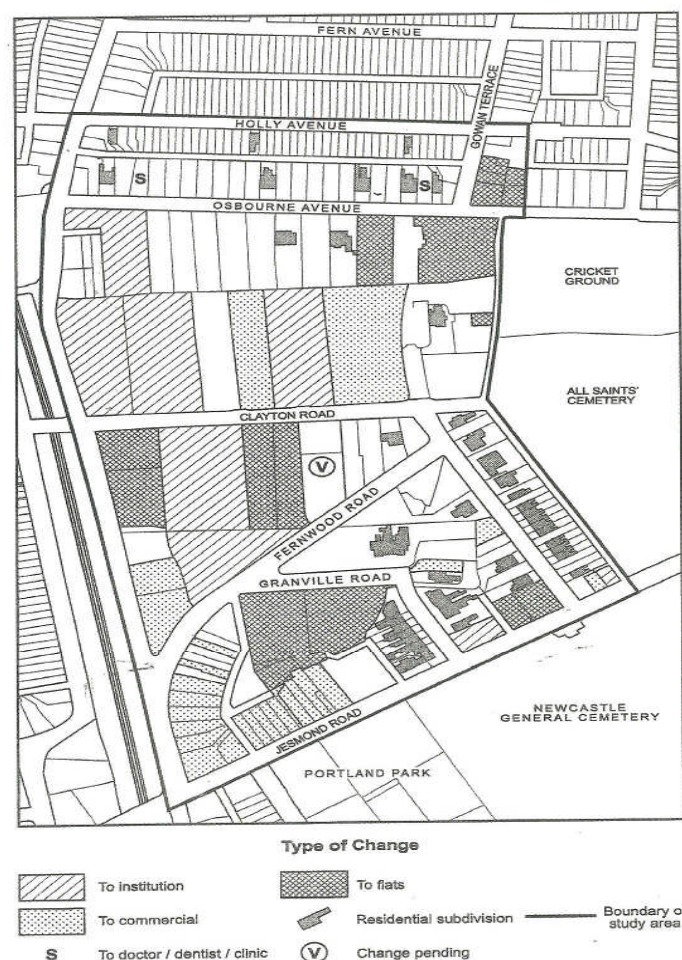 FERN AVENUE
GOWAN TERRACE
HOLLY AVENUE
S
S
OSBOURNE AVENUE
CRICKET
GROUND
ALL SAINTS'
CEMETERY
CLAYTON ROAD
V
FERNWOOD ROAD
GRANVILLE ROAD
NEWCASTLE
GENERAL CEMETERY
JESMOND ROAD
PORTLAND PARK
Type of Change
To institution
To flats
To commercial
Residential subdivision
Boundary o
study area
S To doctor / dentist / clinic
V Change pending